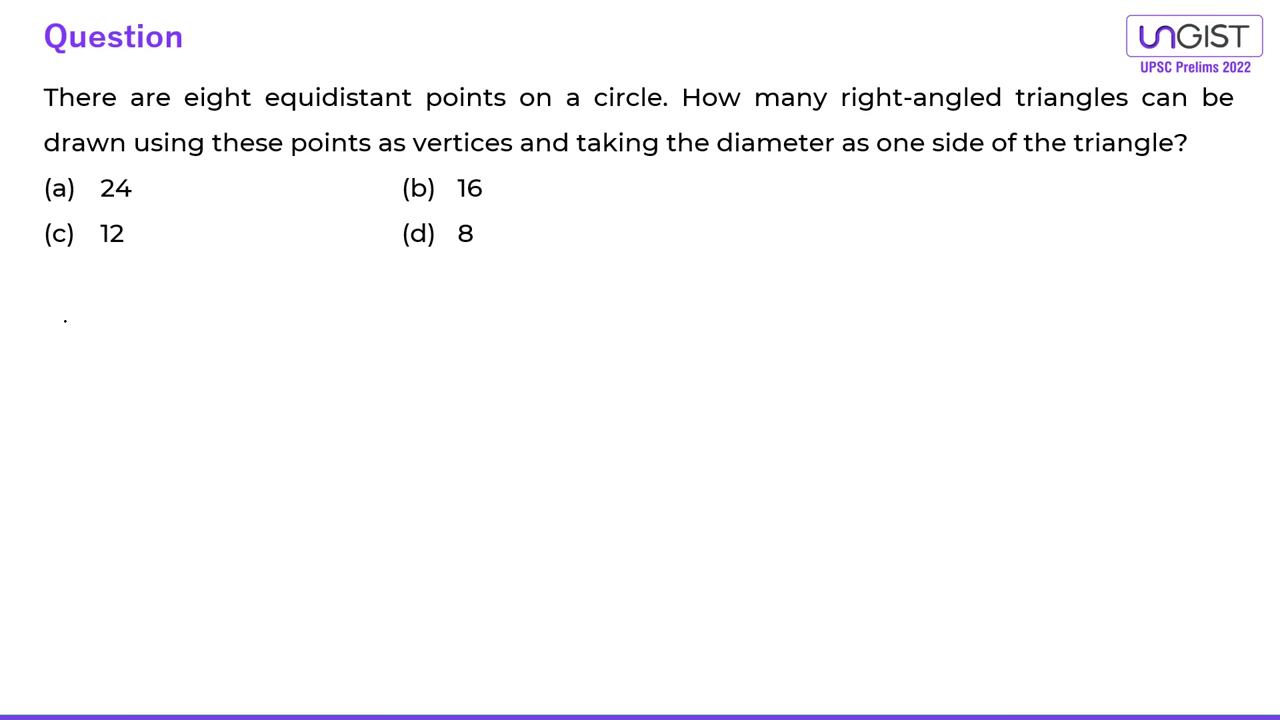 Question
UNGIST
UPSC Prelims 2022
There are eight equidistant points on a circle. How many right-angled triangles can be
drawn using these points as vertices and taking the diameter as one side of the triangle?
(a) 24 (b) 16
(c) 12 (d) 8